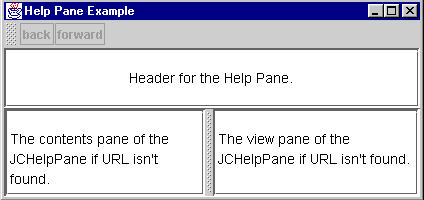 Help Pane Example
back forward
Header for the Help Pane.
The contents pane of the
JCHelpPane if URL isn't
found.
The view pane of the
JCHelpPane if URL isn't found.